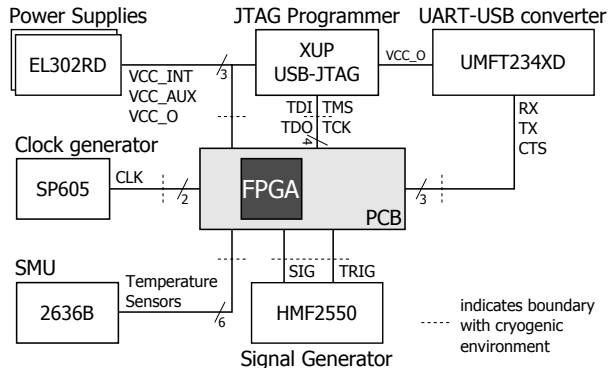 Power Supplies
JTAG Programmer
UART-USB converter
EL302RD
XUP
USB-JTAG
VCC_O
UMFT234XD
3
VCC_INT
VCC_AUX
VCC_O
TDI TMS
TDO TCK
4
RX
TX
CTS
Clock generator
SP605
CLK
2
FPGA
PCB
3
SMU
2636B
Temperature
Sensors
6
SIG
TRIG
HMF2550
Signal Generator
indicates boundary
with cryogenic
environment